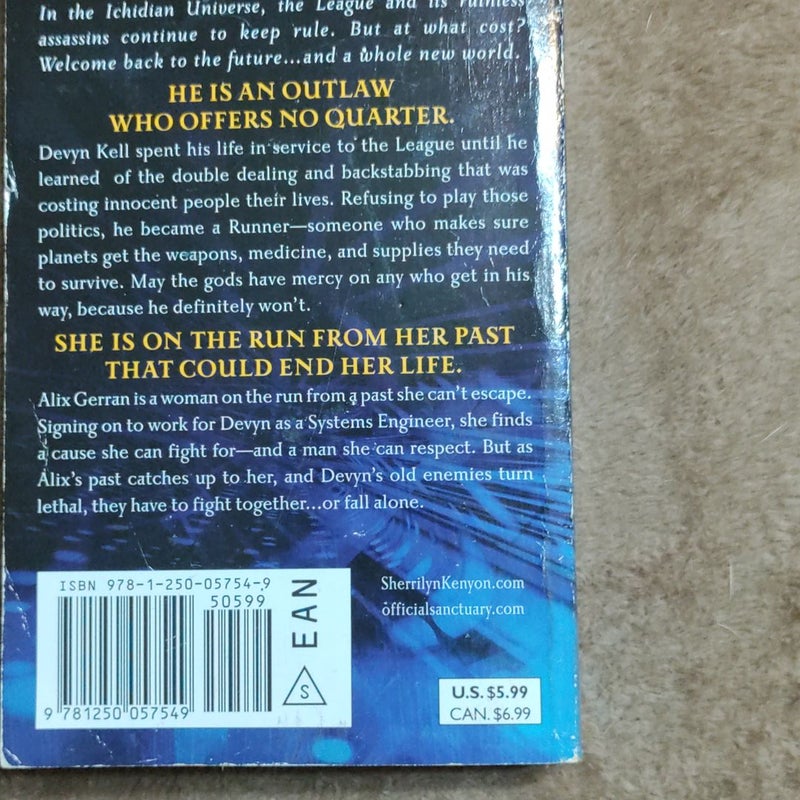 In the Ichidian Universe, the League and its ruthless
assassins continue to keep rule. But at what cost?
Welcome back to the future...and a whole new world.
HE IS AN OUTLAW
WHO OFFERS NO QUARTER.
Devyn Kell spent his life in service to the League until he
learned of the double dealing and backstabbing that was
costing innocent people their lives. Refusing to play those
politics, he became a Runner—someone who makes sure
planets get the weapons, medicine, and supplies they need
to survive. May the gods have mercy on any who get in his
way, because he definitely won't.
SHE IS ON THE RUN FROM HER PAST
THAT COULD END HER LIFE.
Alix Gerran is a woman on the run from a past she can't escape.
Signing on to work for Devyn as a Systems Engineer, she finds
a cause she can fight for—and a man she can respect. But as
Alix's past catches up to her, and Devyn's old enemies turn
lethal, they have to fight together...or fall alone.
ISBN 978-1-250-05754-9
50599
EAN
S
9 781250 057549
SherrilynKenyon.com
officialsanctuary.com
U.S. $5.99
CAN. $6.99